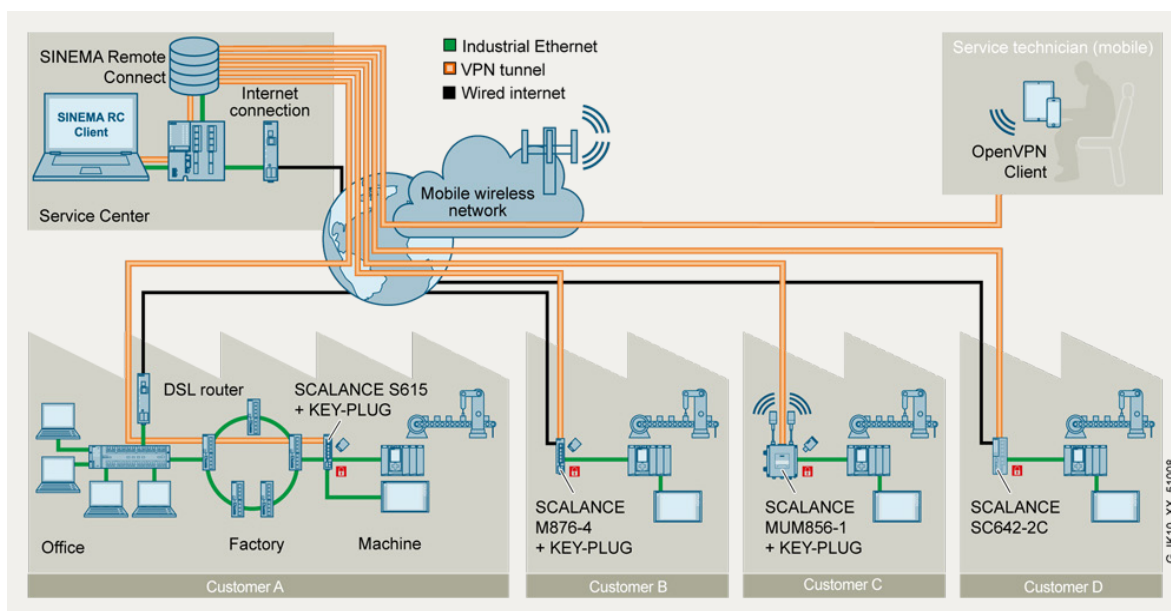 SINEMA Remote
Connect
Internet
connection
SINEMA RC
Client
Service Center
Industrial Ethernet
VPN tunnel
Wired internet
Mobile wireless
network
Service technician (mobile)
OpenVPN
Client
DSL router
SCALANCE S615
+ KEY-PLUG
Office
Factory
Machine
Customer A
SCALANCE
M876-4
+ KEY-PLUG
Customer B
SCALANCE
MUM856-1
+ KEY-PLUG
Customer C
SCALANCE
SC642-2C
Customer D